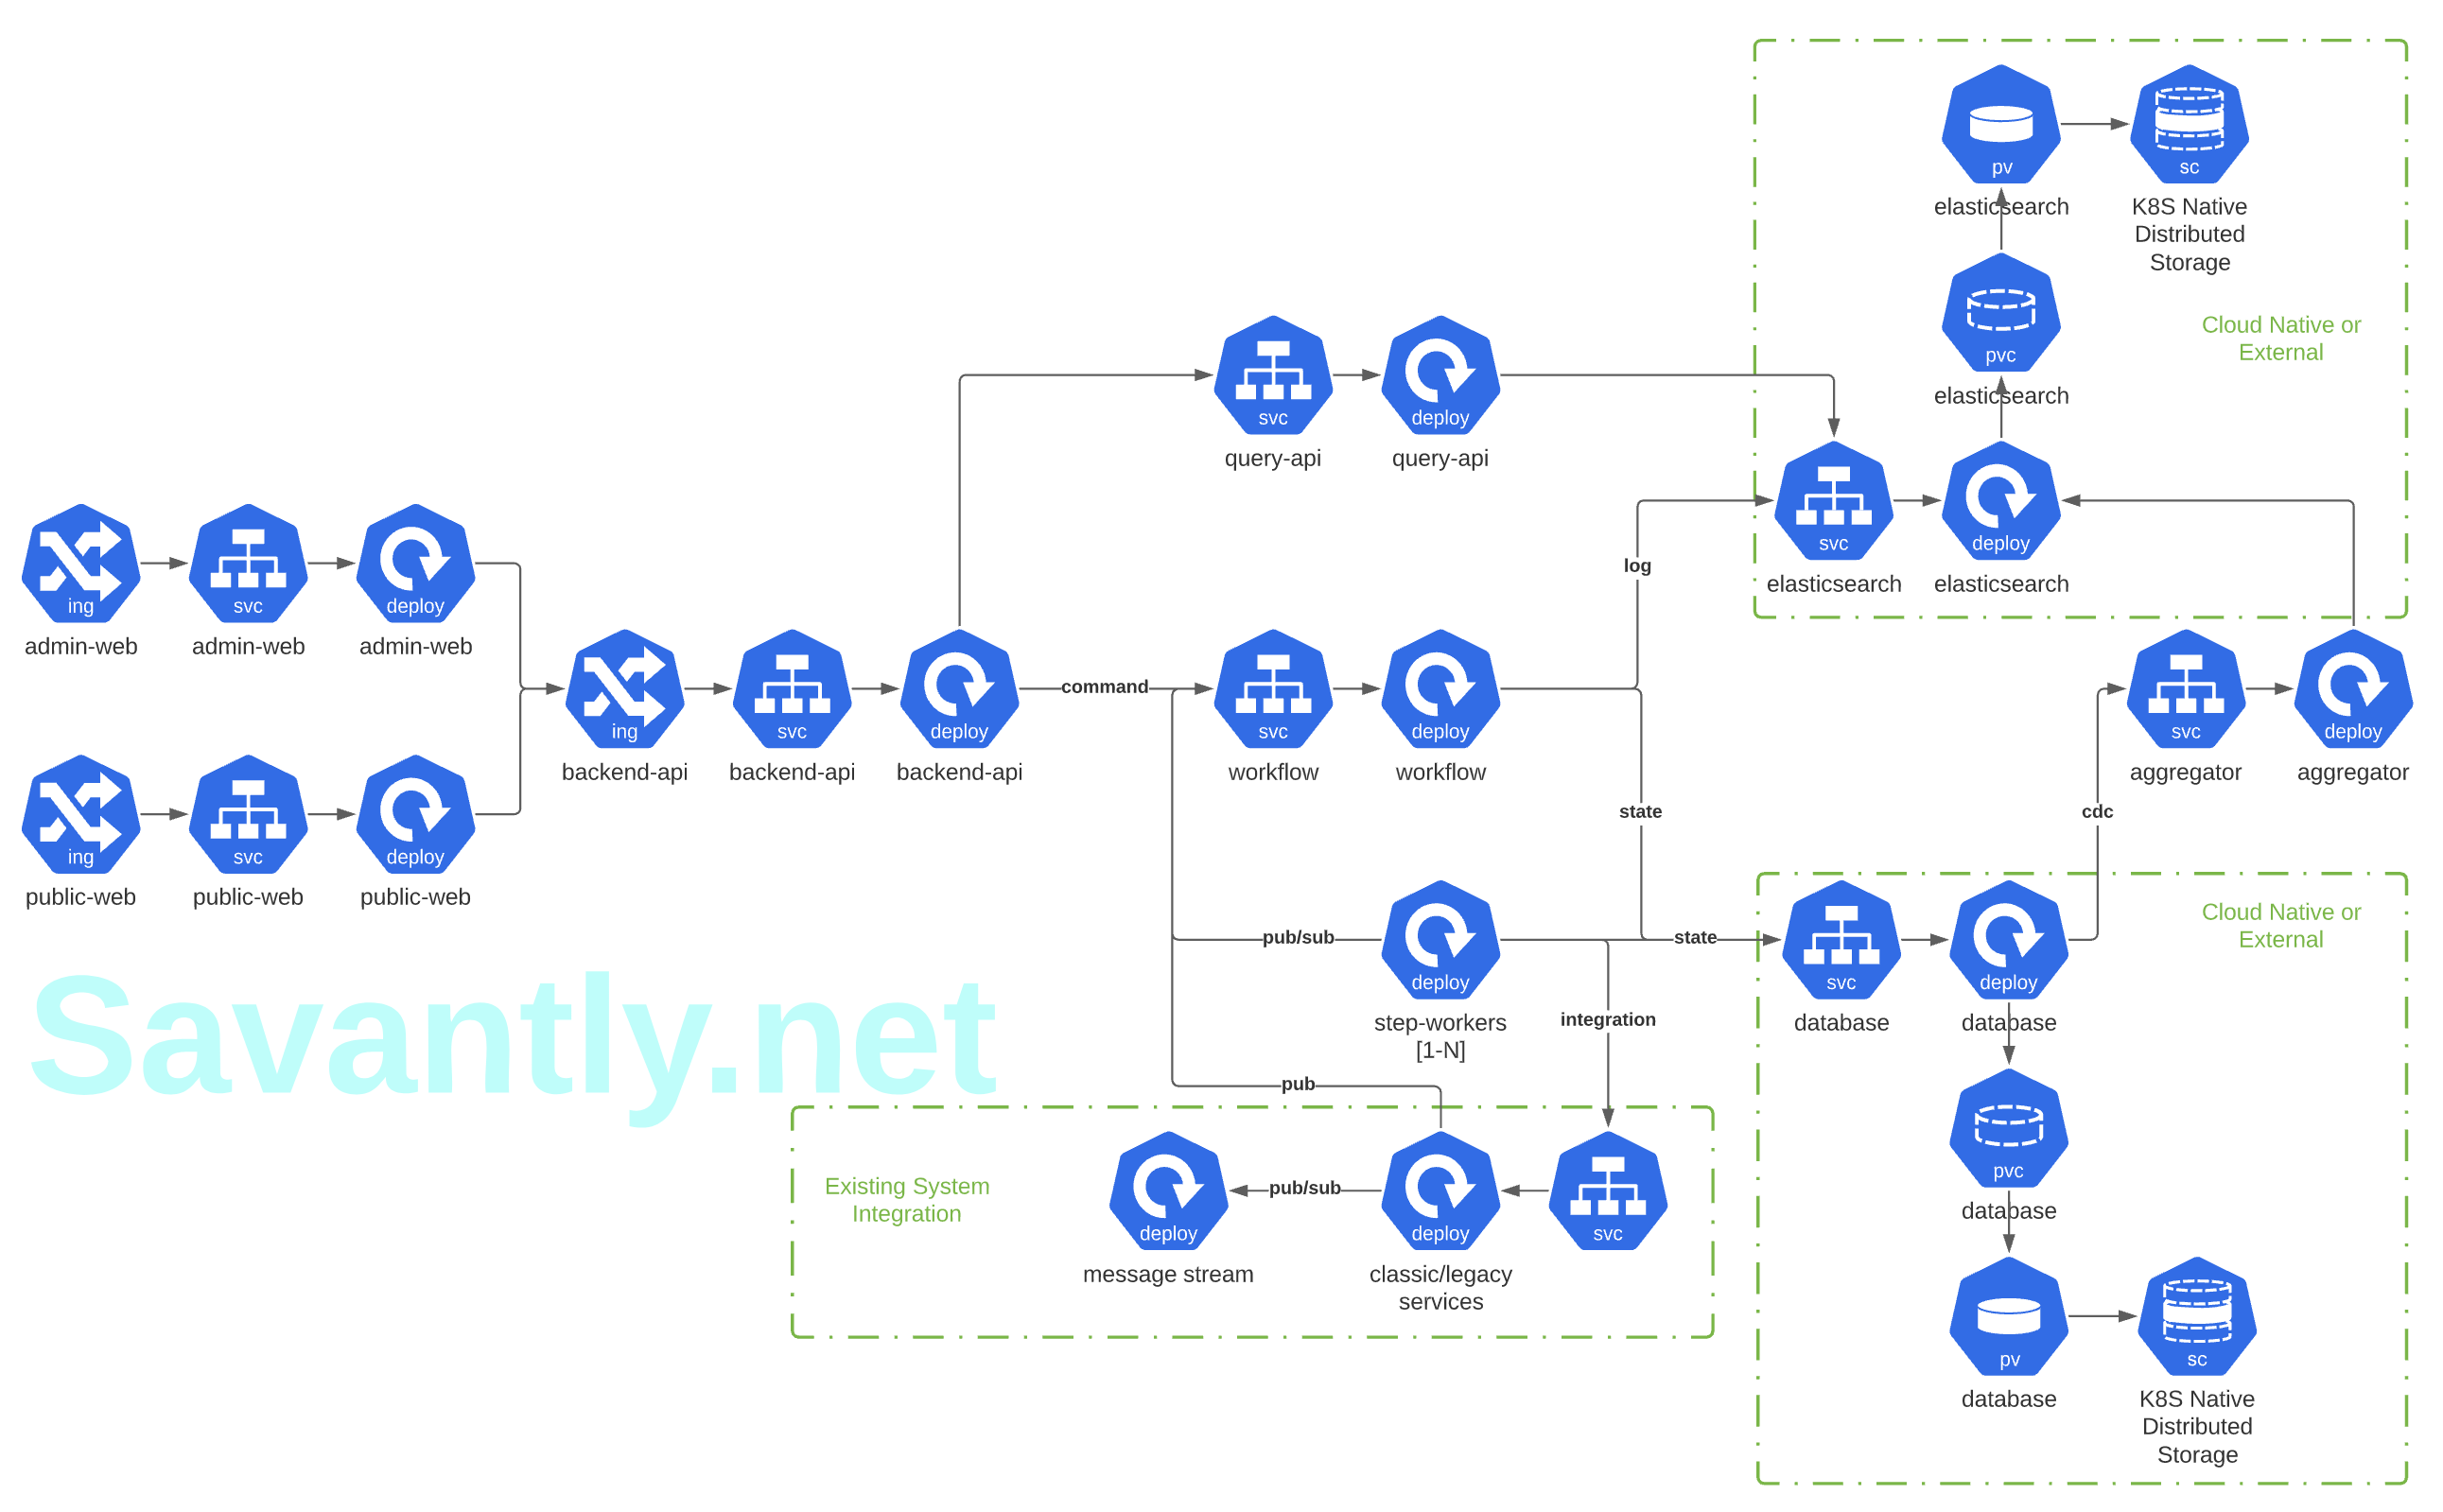 pv
sc
elasticsearch
K8S Native
Distributed
Storage
pvc
elasticsearch
Cloud Native or
External
svc
query-api
deploy
query-api
svc
elasticsearch
deploy
elasticsearch
log
ing
admin-web
svc
admin-web
deploy
admin-web
ing
backend-api
svc
backend-api
deploy
backend-api
command
svc
workflow
deploy
workflow
svc
aggregator
deploy
aggregator
ing
public-web
svc
public-web
deploy
public-web
state
cdc
pub/sub
deploy
step-workers
[1-N]
state
svc
database
deploy
database
Cloud Native or
External
Savantly.net
integration
pub
Existing System
Integration
deploy
message stream
pub/sub
deploy
classic/legacy
services
svc
pvc
database
pv
database
sc
K8S Native
Distributed
Storage